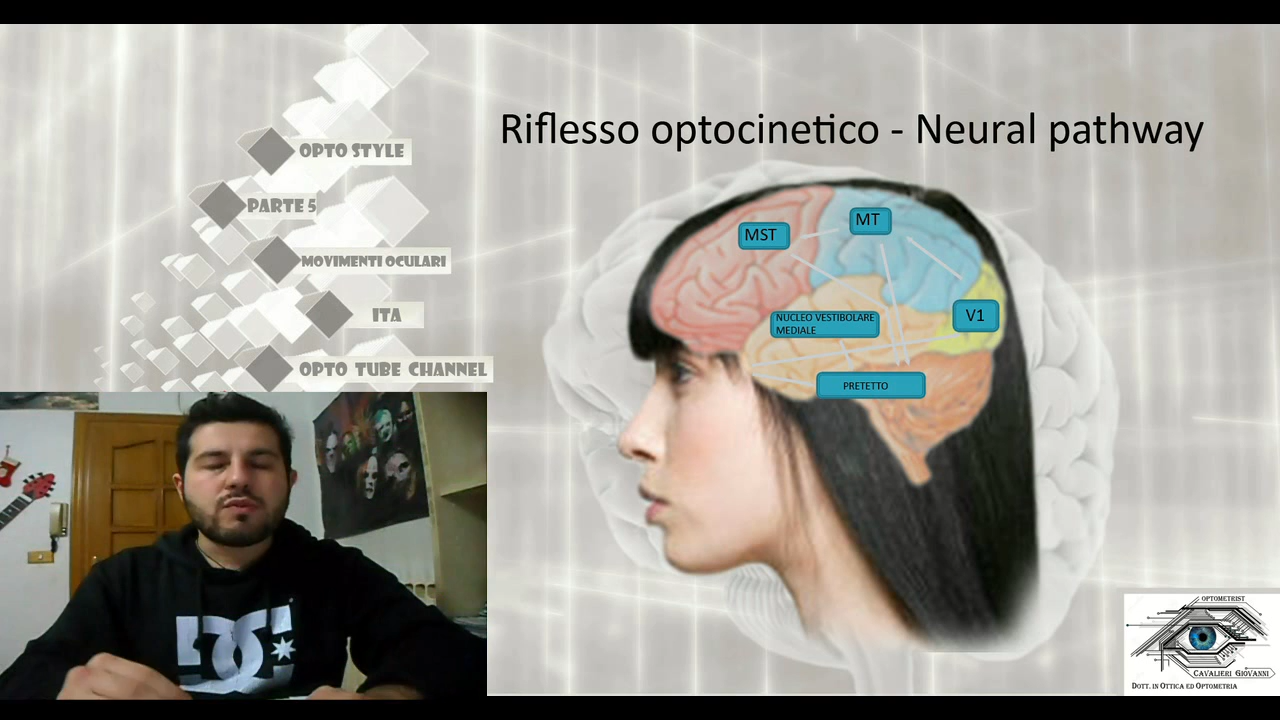 Riflesso optocinetico - Neural pathway
OPTO STYLE
PARTE 5
MOVIMENTI OCULARI
ITA
OPTO TUBE CHANNEL
MST
MT
V1
NUCLEO VESTIBOLARE
MEDIALE
PRETETTO
DC
OPTOMETRIST
CAVALIERI GIOVANNI
DOTT. IN OTTICA ED OPTOMETRIA